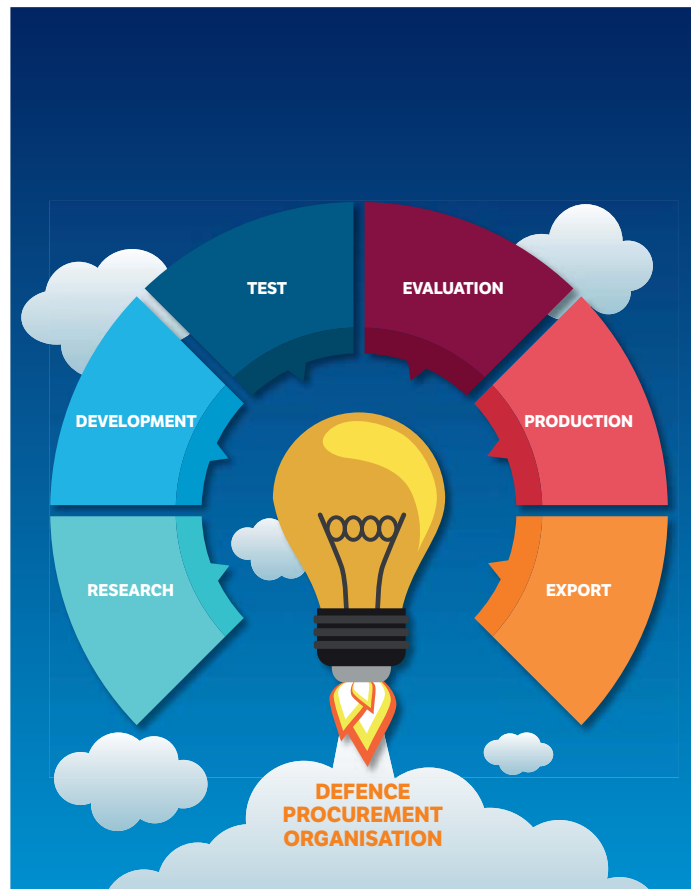 TEST
EVALUATION
DEVELOPMENT
PRODUCTION
RESEARCH
EXPORT
DEFENCE
PROCUREMENT
ORGANISATION